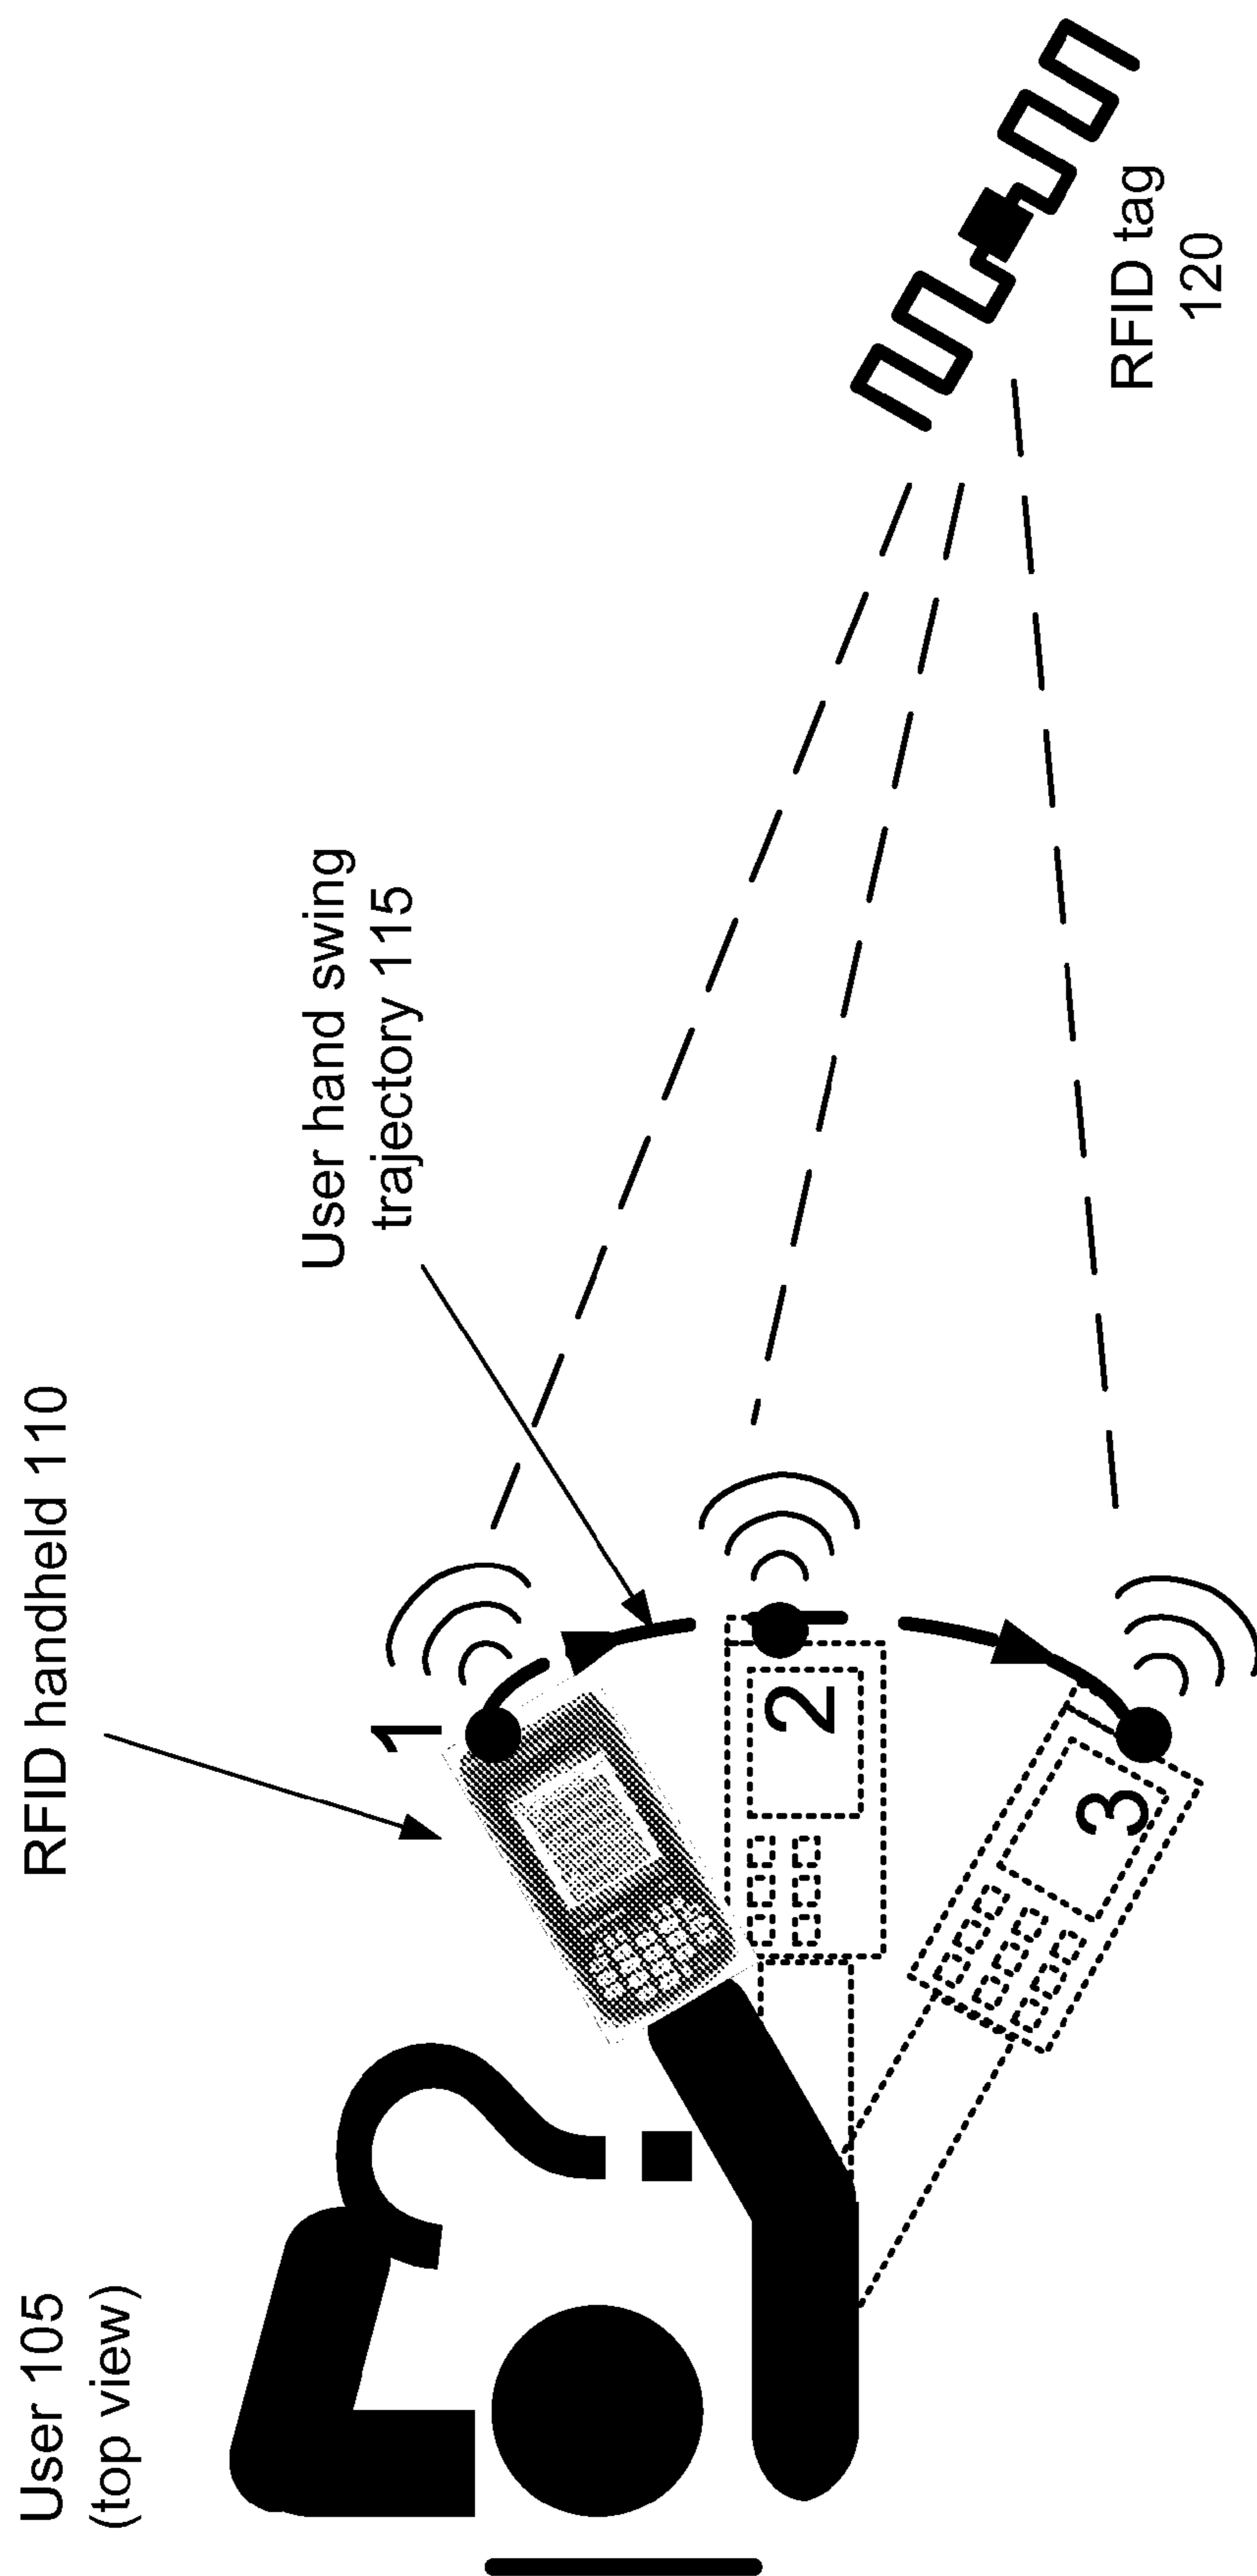 User 105
(top view)
RFID handheld 110
User hand swing
trajectory 115
1
2
3
RFID tag
120